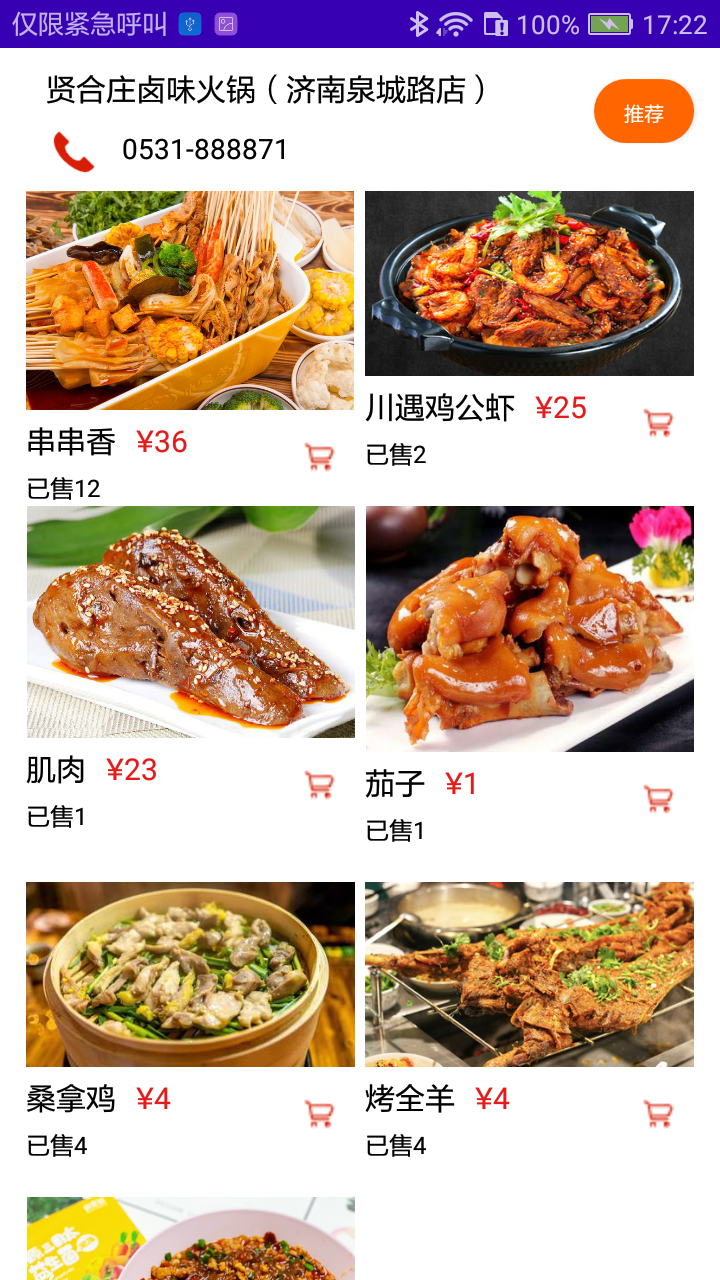 仅限紧急呼叫 100% 17:22
贤合庄卤味火锅（济南泉城路店）
推荐
0531-888871
串串香 ¥36
已售12
川遇鸡公虾 ¥25
已售2
肌肉 ¥23
已售1
茄子 ¥1
已售1
桑拿鸡 ¥4
已售4
烤全羊 ¥4
已售4